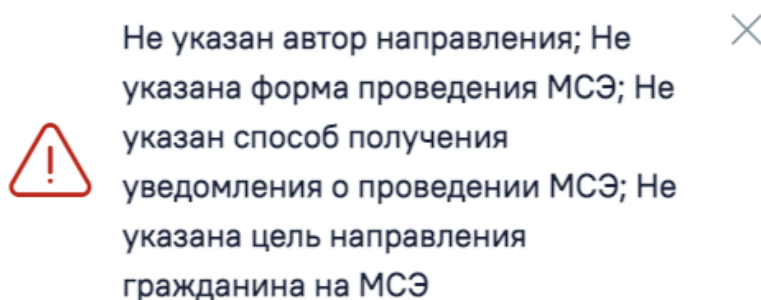 Не указан автор направления; Не
указана форма проведения МСЭ; Не
указан способ получения
уведомления о проведении МСЭ; Не
указана цель направления
гражданина на МСЭ